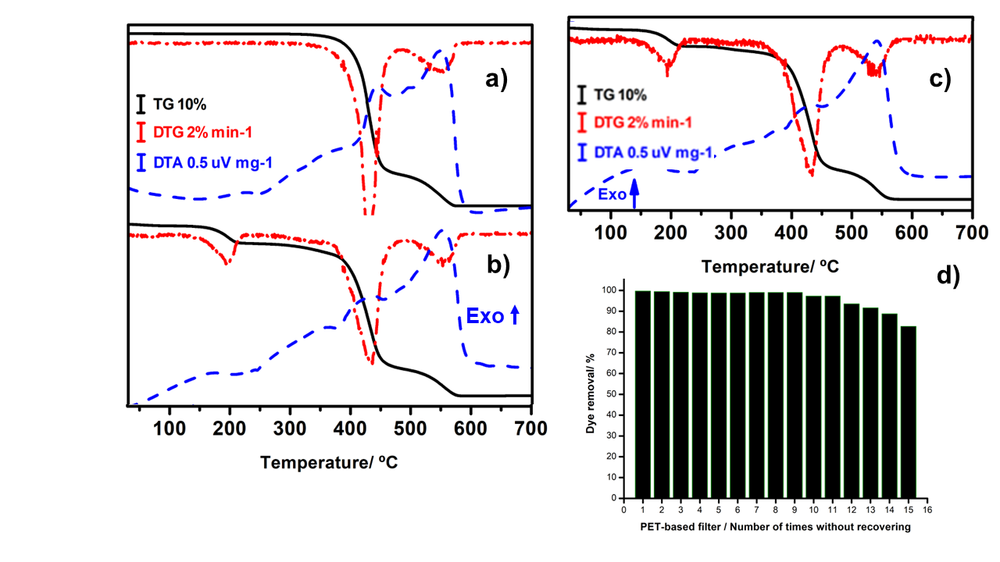 a)
TG 10%
DTG 2% min-1
DTA 0.5 uV mg-1
b)
Exo
100 200 300 400 500 600 700
Temperature/ ºC
c)
TG 10%
DTG 2% min-1
DTA 0.5 uV mg-1
Exo
100 200 300 400 500 600 700
Temperature/ ºC
d)
100
90
80
70
60
50
40
30
20
10
0
Dye removal/ %
0 1 2 3 4 5 6 7 8 9 10 11 12 13 14 15 16
PET-based filter / Number of times without recovering